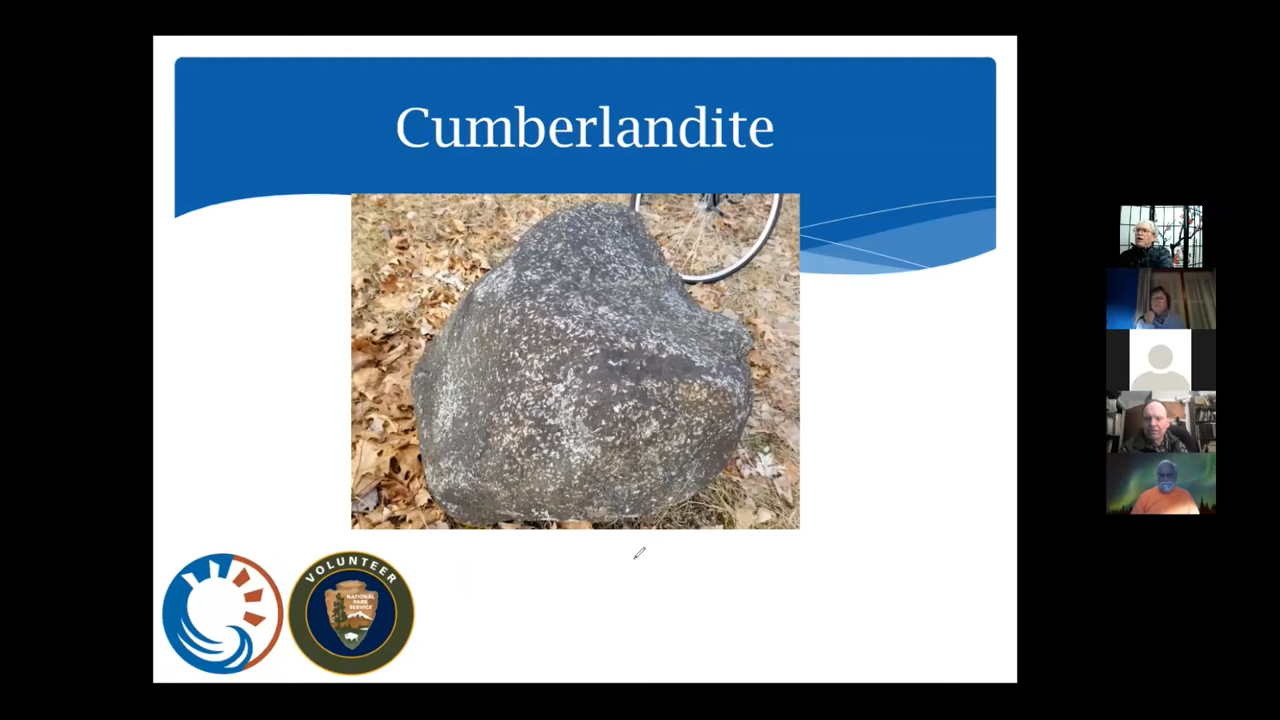 Cumberlandite
VOLUNTEER
NATIONAL
PARK
SERVICE